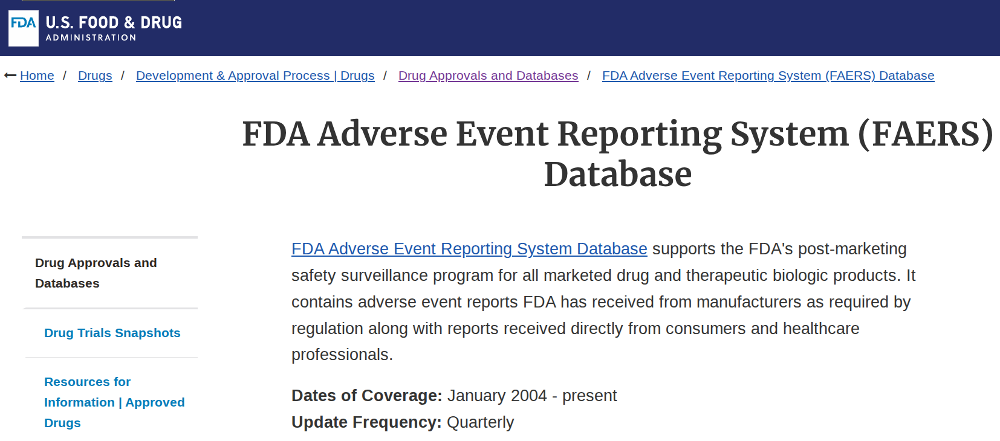 FDA U.S. FOOD & DRUG
ADMINISTRATION
Home / Drugs / Development & Approval Process | Drugs / Drug Approvals and Databases / FDA Adverse Event Reporting System (FAERS) Database
FDA Adverse Event Reporting System (FAERS)
Database
Drug Approvals and
Databases
Drug Trials Snapshots
Resources for
Information | Approved
Drugs
FDA Adverse Event Reporting System Database supports the FDA's post-marketing
safety surveillance program for all marketed drug and therapeutic biologic products. It
contains adverse event reports FDA has received from manufacturers as required by
regulation along with reports received directly from consumers and healthcare
professionals.
Dates of Coverage: January 2004 - present
Update Frequency: Quarterly